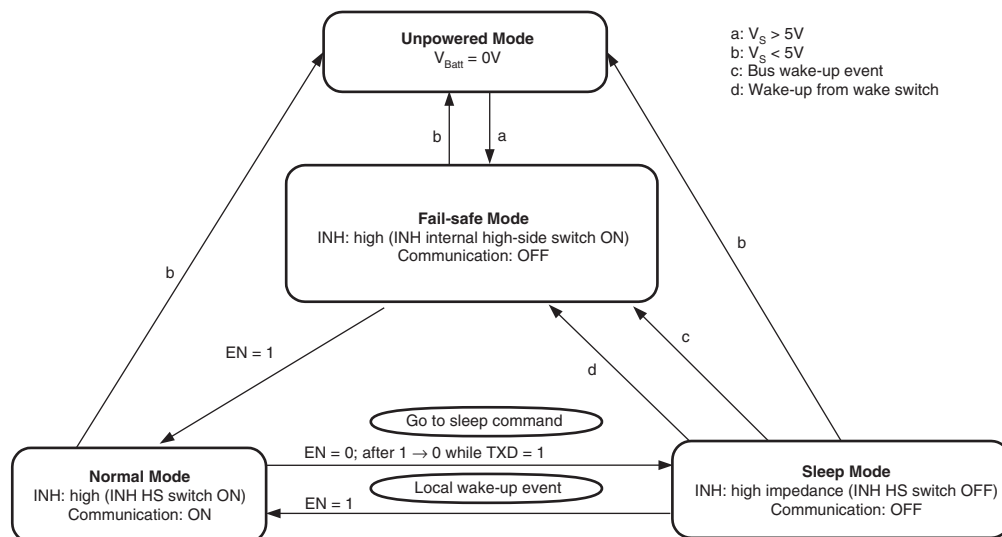 Unpowered Mode
V_Batt = 0V
a: V_S > 5V
b: V_S < 5V
c: Bus wake-up event
d: Wake-up from wake switch
b
a
Fail-safe Mode
INH: high (INH internal high-side switch ON)
Communication: OFF
b
b
EN = 1
c
d
Go to sleep command
EN = 0; after 1 → 0 while TXD = 1
Normal Mode
INH: high (INH HS switch ON)
Communication: ON
Local wake-up event
EN = 1
Sleep Mode
INH: high impedance (INH HS switch OFF)
Communication: OFF